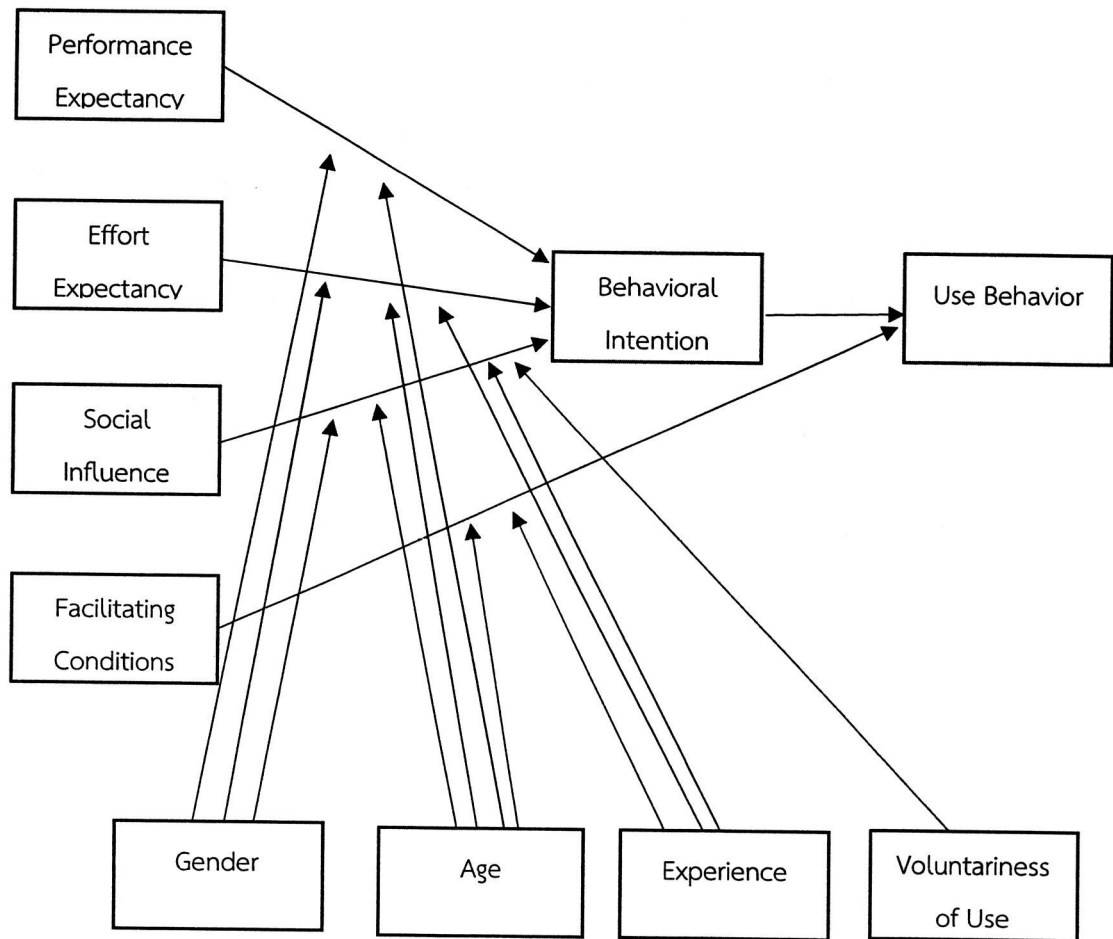 Performance
Expectancy
Effort
Expectancy
Social
Influence
Facilitating
Conditions
Behavioral
Intention
Use Behavior
Gender
Age
Experience
Voluntariness
of Use